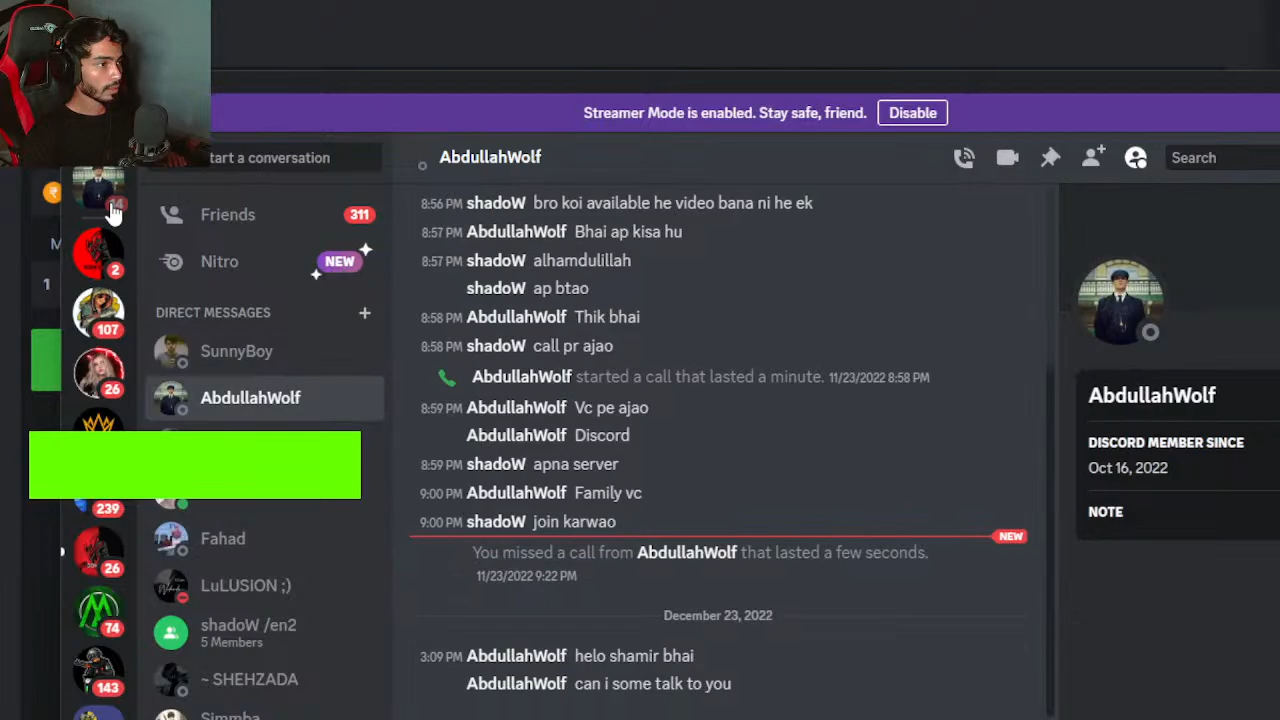 Streamer Mode is enabled. Stay safe, friend. Disable
tart a conversation
AbdullahWolf
Search
14
2
107
26
239
26
74
143
M
1
Friends 311
Nitro NEW
DIRECT MESSAGES +
SunnyBoy
AbdullahWolf
Fahad
LuLUSION ;)
shadoW /en2
5 Members
~ SHEHZADA
Simmba
8:56 PM shadoW bro koi available he video bana ni he ek
8:57 PM AbdullahWolf Bhai ap kisa hu
8:57 PM shadoW alhamdulillah
shadoW ap btao
8:58 PM AbdullahWolf Thik bhai
8:58 PM shadoW call pr ajao
AbdullahWolf started a call that lasted a minute. 11/23/2022 8:58 PM
8:59 PM AbdullahWolf Vc pe ajao
AbdullahWolf Discord
8:59 PM shadoW apna server
9:00 PM AbdullahWolf Family vc
9:00 PM shadoW join karwao
NEW
You missed a call from AbdullahWolf that lasted a few seconds.
11/23/2022 9:22 PM
December 23, 2022
3:09 PM AbdullahWolf helo shamir bhai
AbdullahWolf can i some talk to you
AbdullahWolf
DISCORD MEMBER SINCE
Oct 16, 2022
NOTE